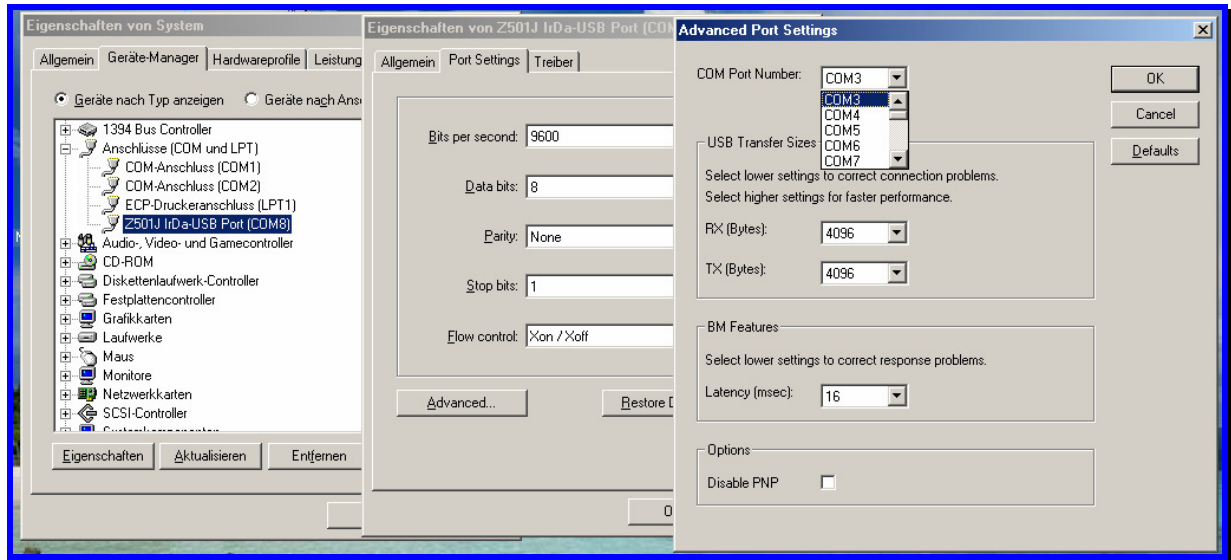 Eigenschaften von System
Allgemein Geräte-Manager Hardwareprofile Leistung
Geräte nach Typ anzeigen Geräte nach Ans
1394 Bus Controller
Anschlüsse (COM und LPT)
COM-Anschluss (COM1)
COM-Anschluss (COM2)
ECP-Druckeranschluss (LPT1)
Z501J IrDa-USB Port (COM8)
Audio-, Video- und Gamecontroller
CD-ROM
Diskettenlaufwerk-Controller
Festplattencontroller
Grafikkarten
Laufwerke
Maus
Monitore
Netzwerkkarten
SCSI-Controller
Eigenschaften Aktualisieren Entfernen
Eigenschaften von Z501J IrDa-USB Port (COM
Allgemein Port Settings Treiber
Bits per second: 9600
Data bits: 8
Parity: None
Stop bits: 1
Flow control: Xon / Xoff
Advanced... Restore D
O
Advanced Port Settings
COM Port Number: COM3
COM3
COM4
COM5
COM6
COM7
OK
Cancel
Defaults
USB Transfer Sizes
Select lower settings to correct connection problems.
Select higher settings for faster performance.
RX (Bytes): 4096
TX (Bytes): 4096
BM Features
Select lower settings to correct response problems.
Latency (msec): 16
Options
Disable PNP